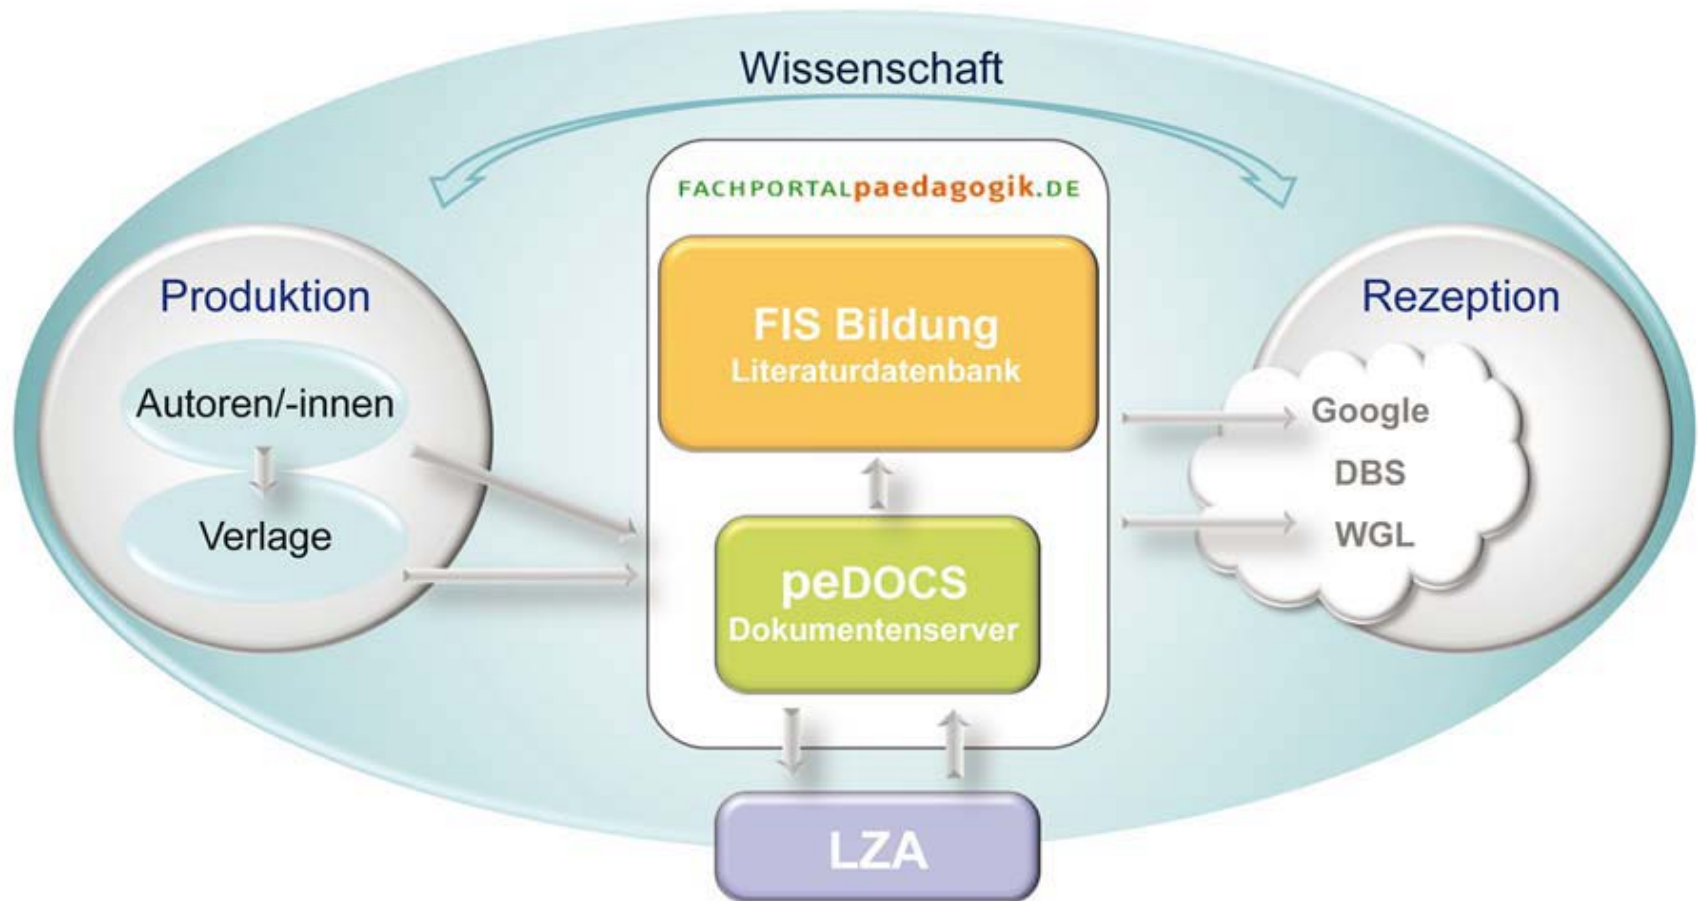 Wissenschaft
FACHPORTALpaedagogik.DE
Produktion
Autoren/-innen
Verlage
FIS Bildung
Literaturdatenbank
peDOCS
Dokumentenserver
LZA
Rezeption
Google
DBS
WGL